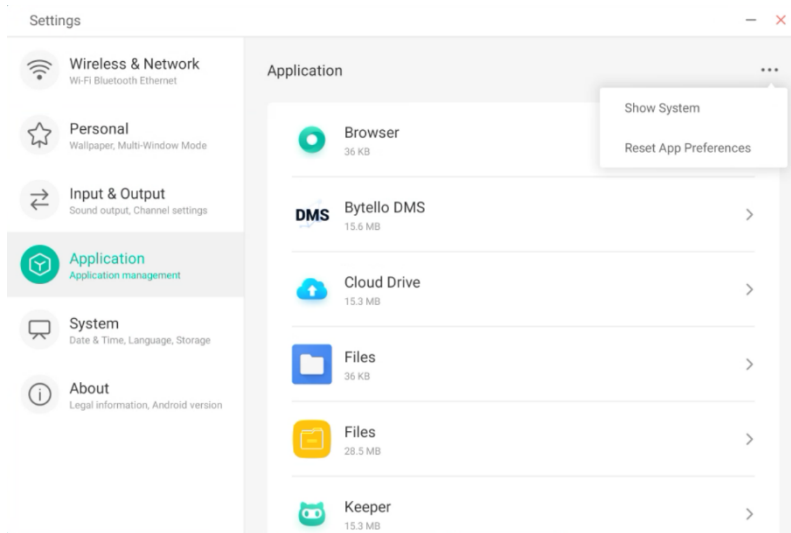 Settings
Wireless & Network
Wi-Fi Bluetooth Ethernet
Personal
Wallpaper, Multi-Window Mode
Input & Output
Sound output, Channel settings
Application
Application management
System
Date & Time, Language, Storage
About
Legal information, Android version
Application
Show System
Reset App Preferences
Browser
36 KB
DMS
Bytello DMS
15.6 MB
Cloud Drive
15.3 MB
Files
36 KB
Files
28.5 MB
Keeper
15.3 MB